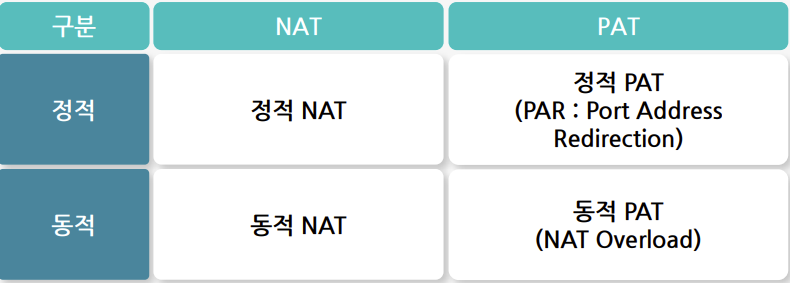 구분
NAT
PAT
정적
정적 NAT
정적 PAT
(PAR : Port Address
Redirection)
동적
동적 NAT
동적 PAT
(NAT Overload)